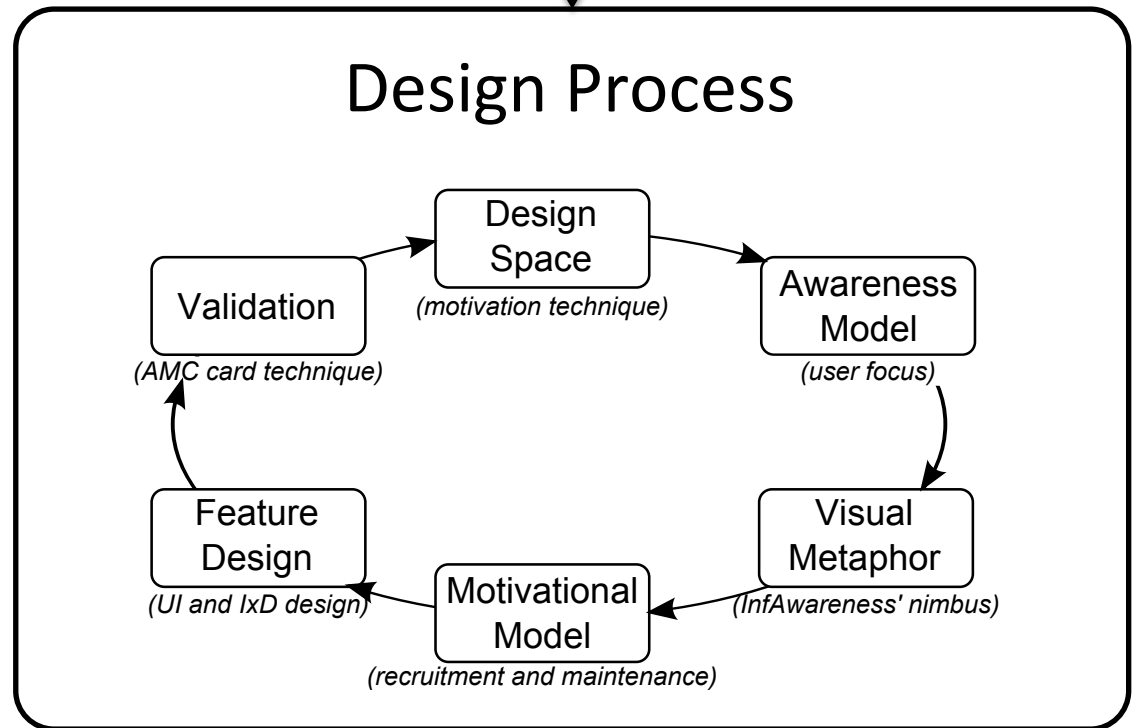 Design Process
Design
Space
(motivation technique)
Awareness
Model
(user focus)
Visual
Metaphor
(InfAwareness' nimbus)
Motivational
Model
(recruitment and maintenance)
Feature
Design
(UI and IxD design)
Validation
(AMC card technique)